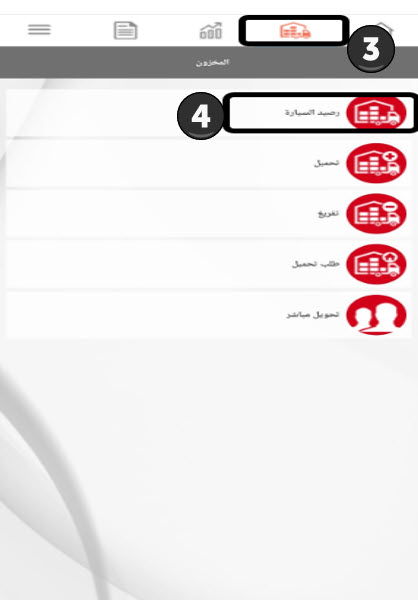 3
المخزون
4
رصيد السيارة
تحميل
تفريغ
طلب تحميل
تحويل مباشر